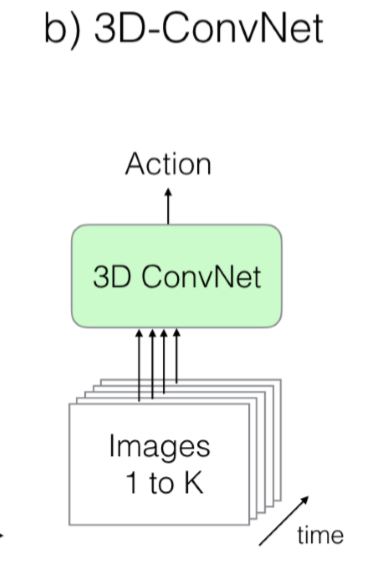 b) 3D-ConvNet
Action
3D ConvNet
Images
1 to K
time